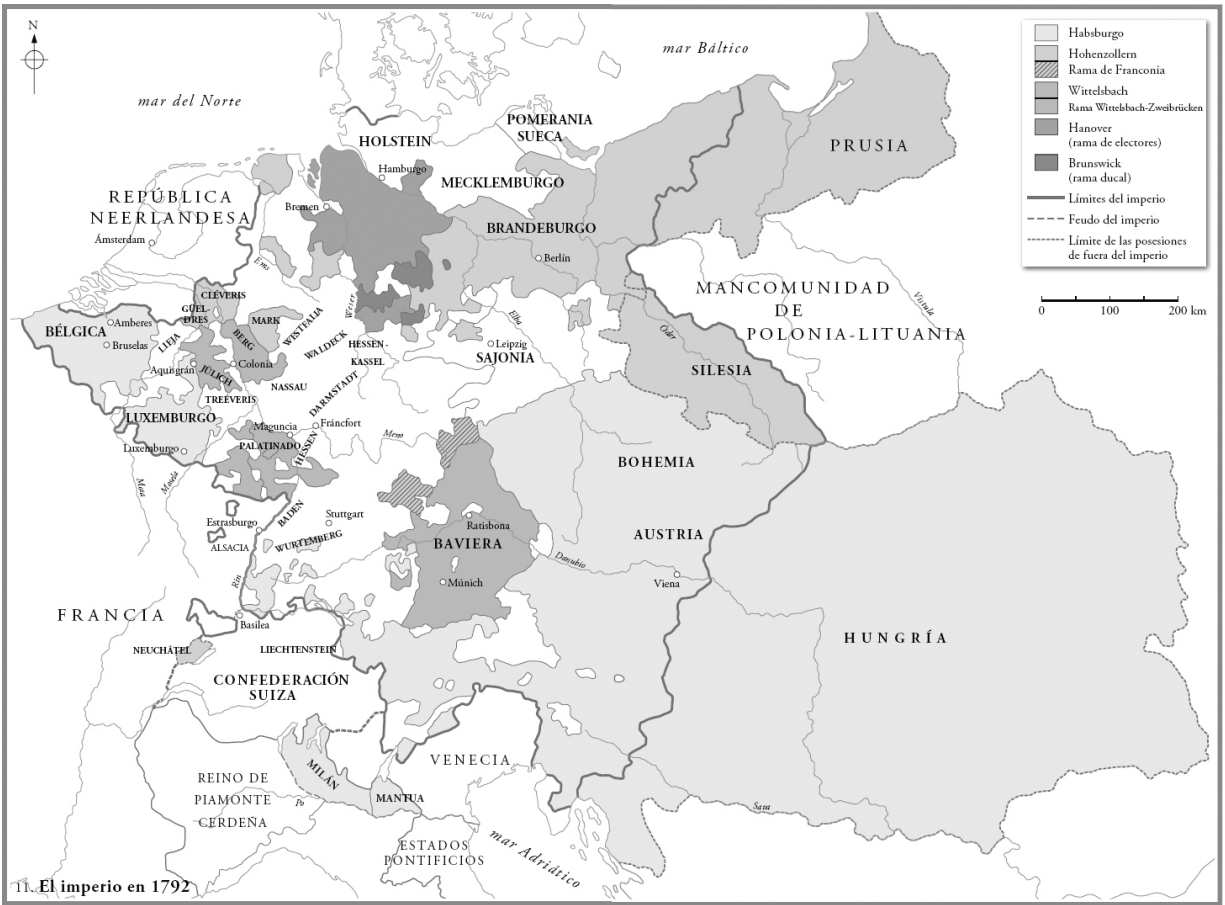 N
mar Báltico
mar del Norte
Habsburgo
Hohenzollern
Rama de Franconia
Wittelsbach
Rama Wittelsbach-Zweibrücken
Hanover
(rama de electores)
Brunswick
(rama ducal)
Límites del imperio
Feudo del imperio
Límite de las posesiones
de fuera del imperio
0 100 200 km
POMERANIA
SUECA
HOLSTEIN
Hamburgo
MECKLEMBURGO
PRUSIA
REPÚBLICA
NEERLANDESA
Bremen
Ámsterdam
BRANDEBURGO
Berlín
Ems
Weser
Elba
Óder
Vístula
MANCOMUNIDAD
DE
POLONIA-LITUANIA
CLÉVERIS
GÜEL-
DRES
MARK
BERG
WESTFALIA
WALDECK
HESSEN-
KASSEL
Leipzig
SAJONIA
SILESIA
BÉLGICA
Amberes
Bruselas
LIEJA
Aquisgrán
JÜLICH
Colonia
NASSAU
DARMSTADT
TREÉVERIS
LUXEMBURGO
Luxemburgo
Maguncia
Fráncfort
PALATINADO
HESSEN
Meno
BOHEMIA
Mosa
Mosela
Estrasburgo
ALSACIA
BADEN
Stuttgart
WURTEMBERG
Ratisbona
BAVIERA
Múnich
AUSTRIA
Danubio
Viena
Rin
FRANCIA
Basilea
NEUCHÂTEL
LIECHTENSTEIN
CONFEDERACIÓN
SUIZA
HUNGRÍA
VENECIA
MILÁN
MANTUA
Po
REINO DE
PIAMONTE
CERDEÑA
ESTADOS
PONTIFICIOS
mar Adriático
Sava
11. El imperio en 1792